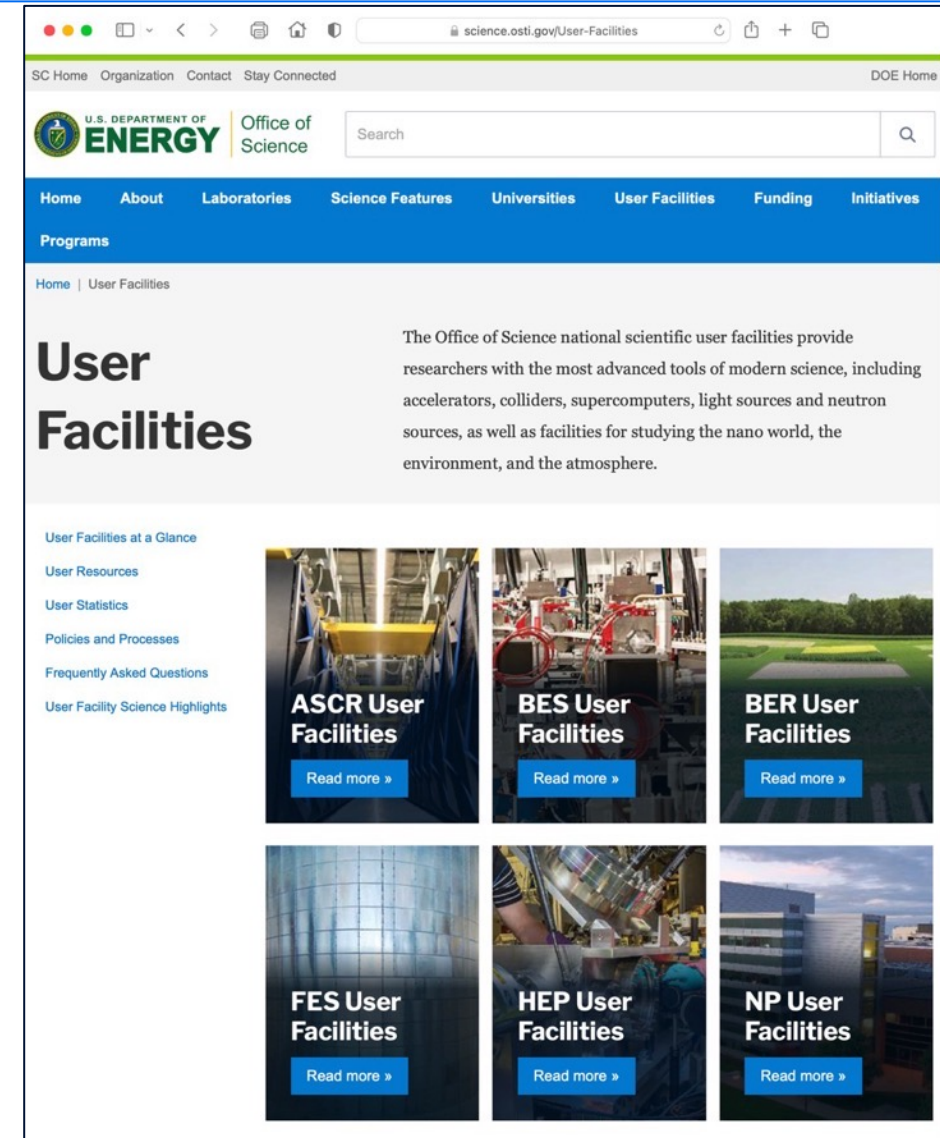 science.osti.gov/User-Facilities
SC Home Organization Contact Stay Connected DOE Home
U.S. DEPARTMENT OF
ENERGY
Office of
Science
Search
Home About Laboratories Science Features Universities User Facilities Funding Initiatives
Programs
Home | User Facilities
User
Facilities
The Office of Science national scientific user facilities provide
researchers with the most advanced tools of modern science, including
accelerators, colliders, supercomputers, light sources and neutron
sources, as well as facilities for studying the nano world, the
environment, and the atmosphere.
User Facilities at a Glance
User Resources
User Statistics
Policies and Processes
Frequently Asked Questions
User Facility Science Highlights
ASCR User
Facilities
Read more »
BES User
Facilities
Read more »
BER User
Facilities
Read more »
FES User
Facilities
Read more »
HEP User
Facilities
Read more »
NP User
Facilities
Read more »